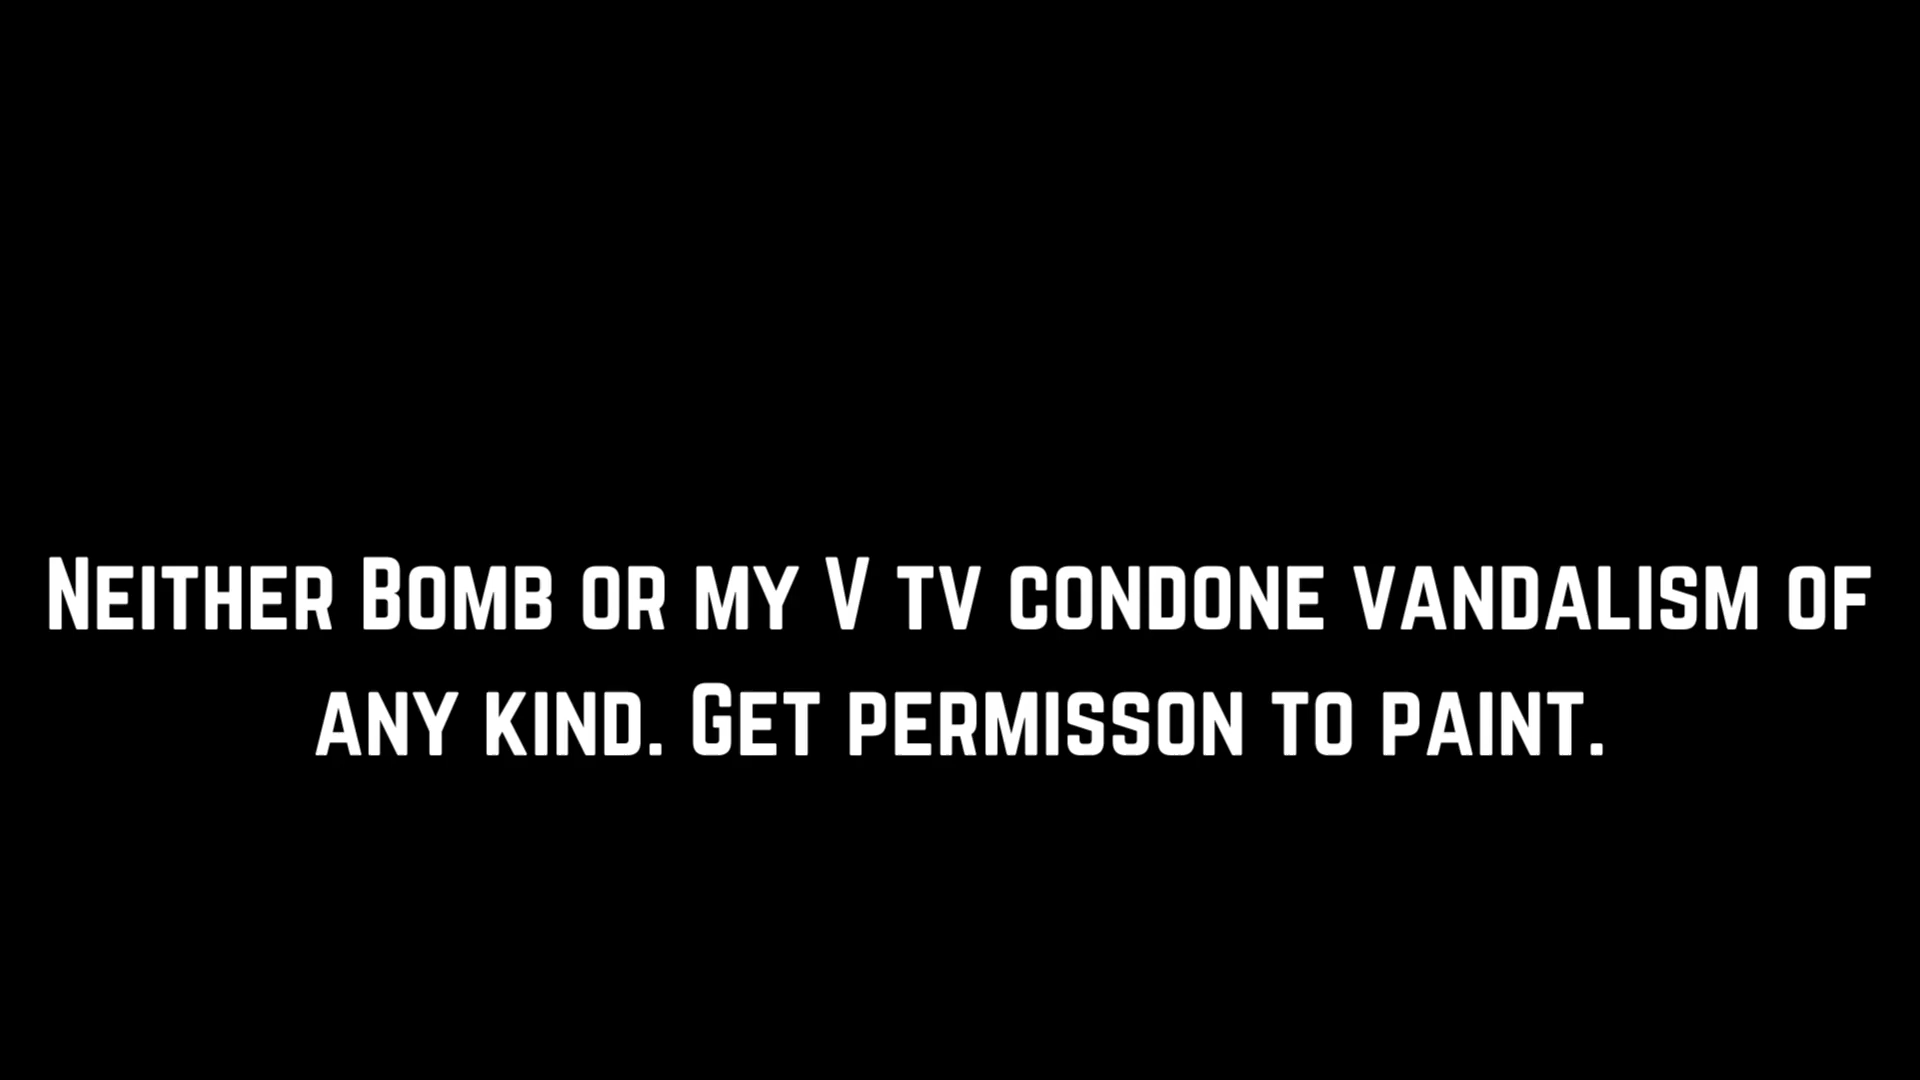 Neither Bomb or my V tv condone vandalism of
any kind. Get permisson to paint.